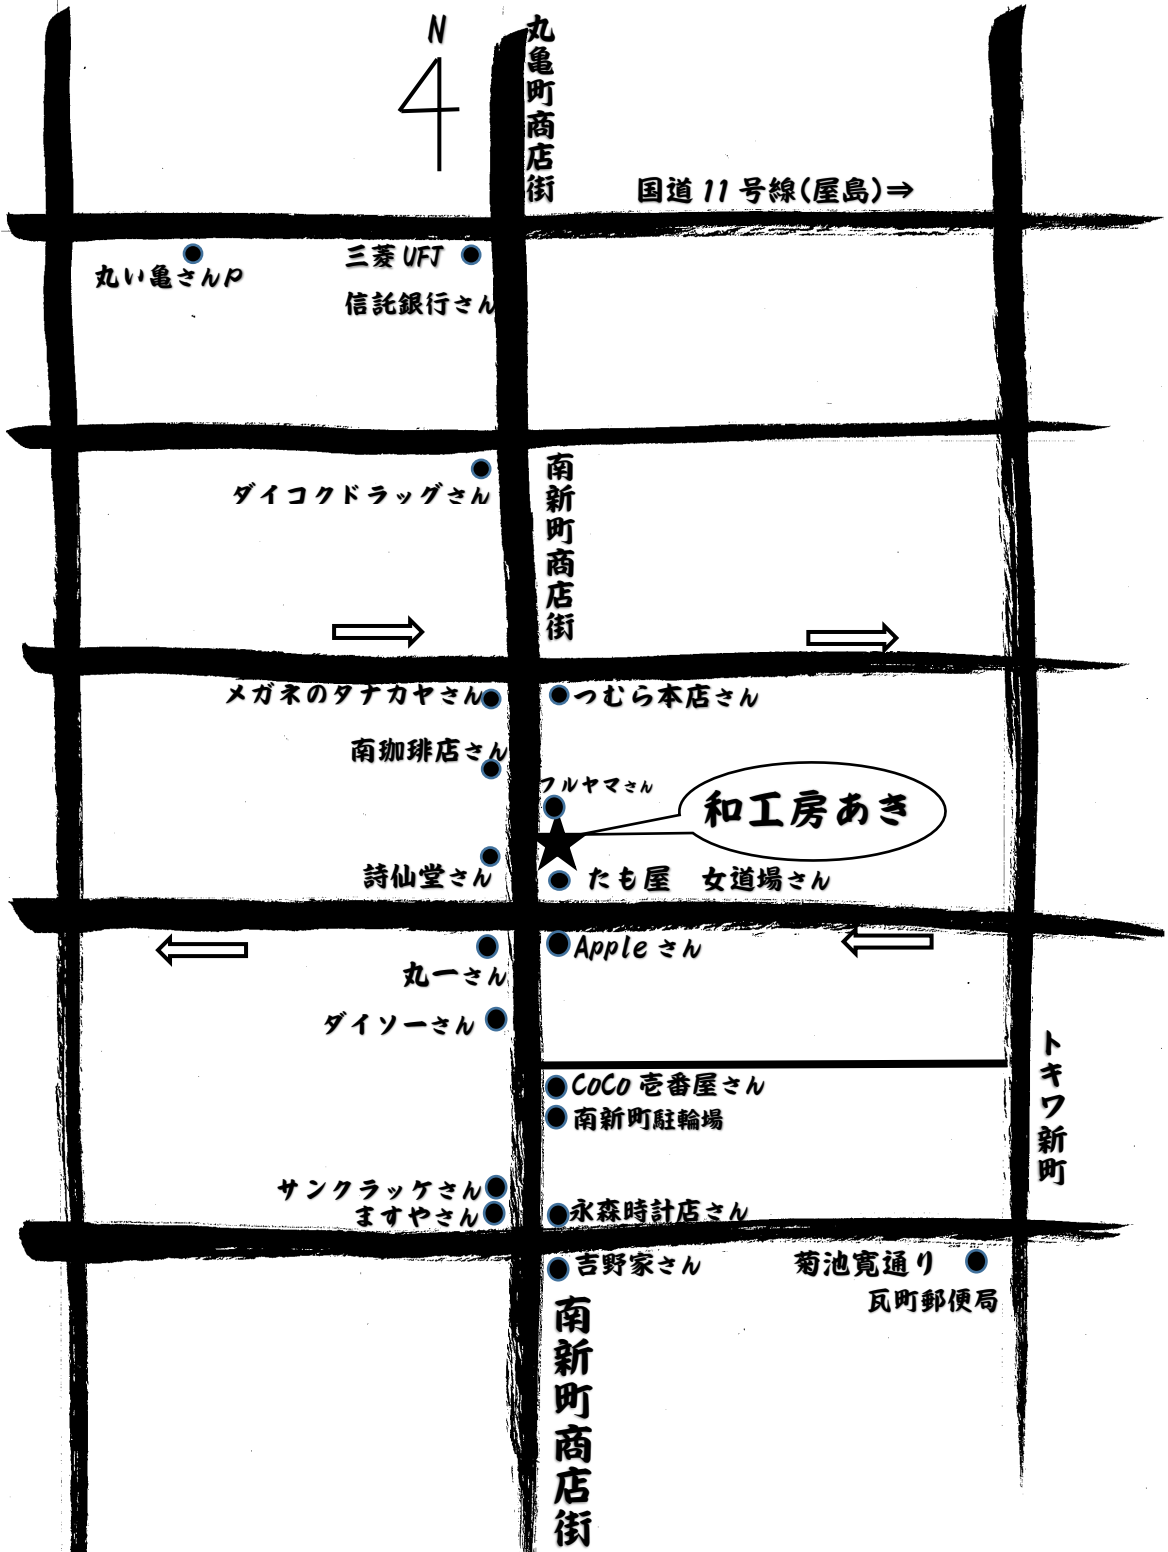 N
丸亀町商店街
国道11号線(屋島)⇒
丸い亀さんP
三菱UFJ
信託銀行さん
ダイコクドラッグさん
南新町商店街
メガネのタナカヤさん
つむら本店さん
南珈琲店さん
フルヤマさん
和工房あき
詩仙堂さん
たも屋 女道場さん
Appleさん
丸一さん
ダイソーさん
トキワ新町
CoCo壱番屋さん
南新町駐輪場
サンクラッケさん
ますやさん
永森時計店さん
吉野家さん
菊池寛通り
瓦町郵便局
南新町商店街